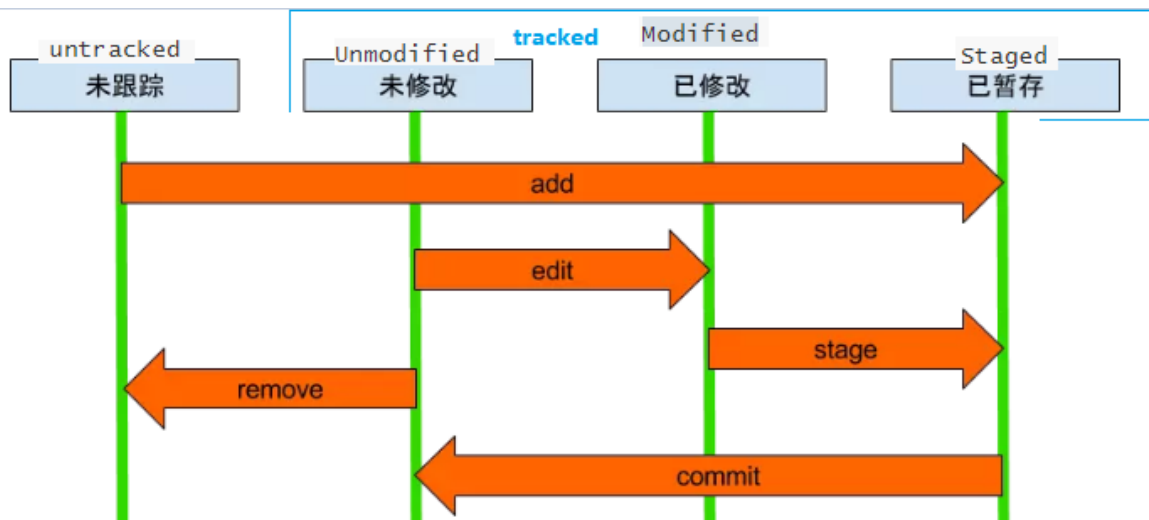 untracked
Unmodified
tracked
Modified
Staged
未跟踪
未修改
已修改
已暂存
add
edit
stage
remove
commit